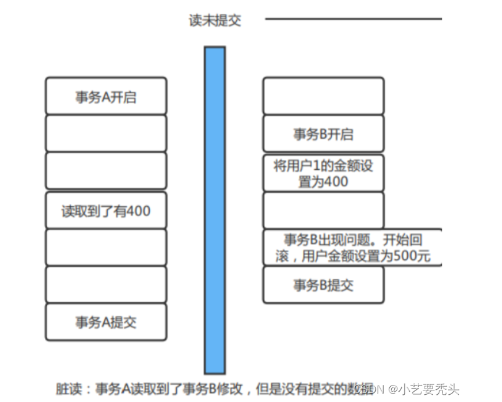 读未提交
事务A开启
事务B开启
将用户1的金额设
置为400
读取到了有400
事务B出现问题。开始回
滚，用户金额设置为500元
事务B提交
事务A提交
脏读：事务A读取到了事务B修改，但是没有提交的数据
@小艺要秃头